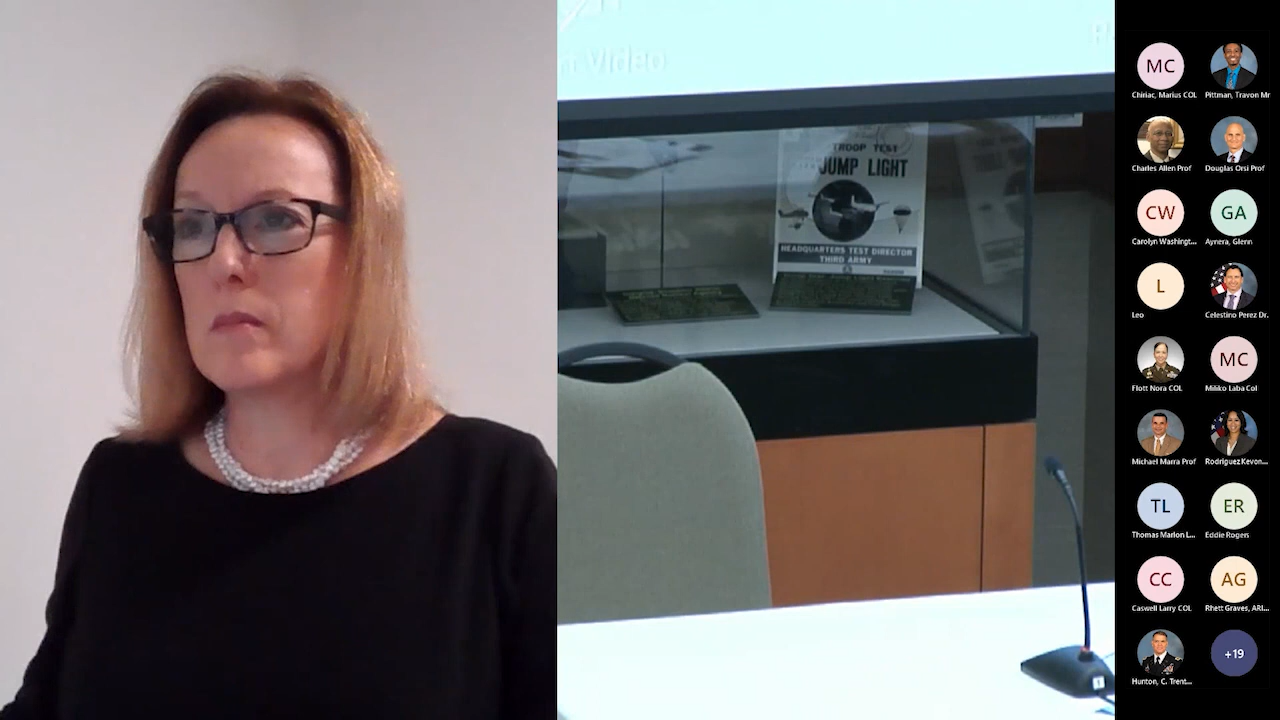 Video
TROOP TEST
JUMP LIGHT
HEADQUARTERS TEST DIRECTOR
THIRD ARMY
MC
Chiriac, Marius COL
Pittman, Travon Mr
Charles Allen Prof
Douglas Orsi Prof
CW
Carolyn Washingt...
GA
Aynera, Glenn
L
Leo
Celestino Perez Dr.
Flott Nora COL
MC
Miliko Laba Col
Michael Marra Prof
Rodriguez Kevon...
TL
Thomas Marlon L...
ER
Eddie Rogers
CC
Caswell Larry COL
AG
Rhett Graves, ARI...
Hunton, C. Trent...
+19